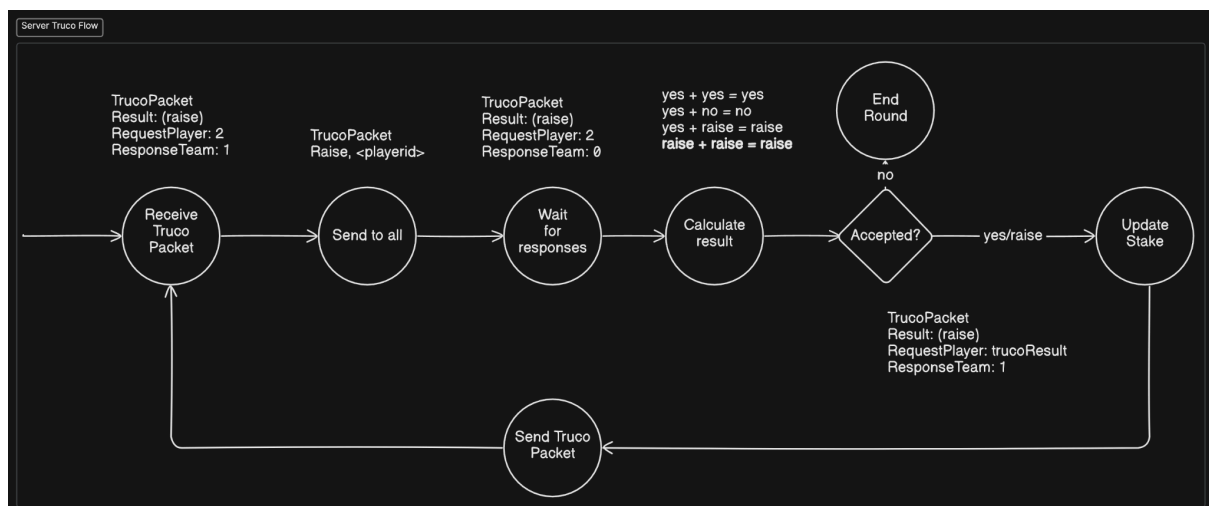 Server Truco Flow
TrucoPacket
Result: (raise)
RequestPlayer: 2
ResponseTeam: 1
TrucoPacket
Raise, <playerid>
TrucoPacket
Result: (raise)
RequestPlayer: 2
ResponseTeam: 0
yes + yes = yes
yes + no = no
yes + raise = raise
raise + raise = raise
End
Round
no
Receive
Truco
Packet
Send to all
Wait
for
responses
Calculate
result
Accepted?
yes/raise
Update
Stake
TrucoPacket
Result: (raise)
RequestPlayer: trucoResult
ResponseTeam: 1
Send Truco
Packet